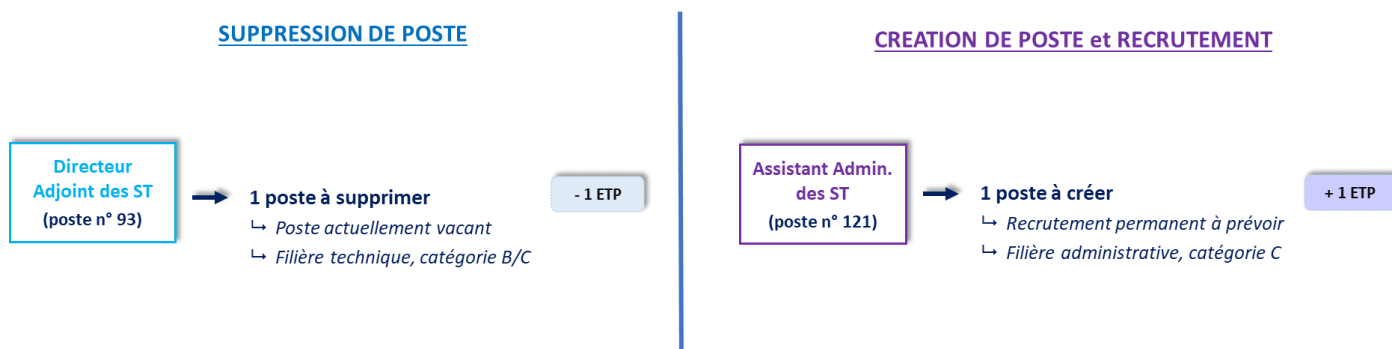 SUPPRESSION DE POSTE
Directeur
Adjoint des ST
(poste n° 93)
1 poste à supprimer
↳ Poste actuellement vacant
↳ Filière technique, catégorie B/C
- 1 ETP
CREATION DE POSTE et RECRUTEMENT
Assistant Admin.
des ST
(poste n° 121)
1 poste à créer
↳ Recrutement permanent à prévoir
↳ Filière administrative, catégorie C
+ 1 ETP